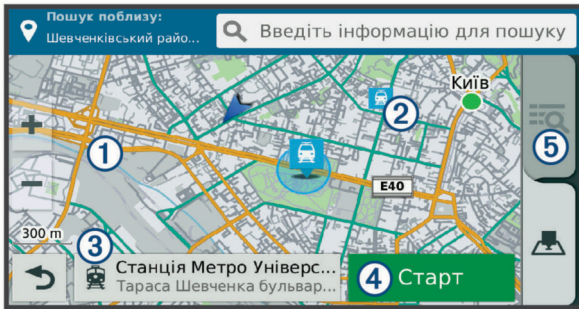 Пошук поблизу:
Шевченківський райо...
Введіть інформацію для пошуку
Київ
2
5
1
E40
300 m
3
Станція Метро Універс...
Тараса Шевченка бульвар...
4 Старт